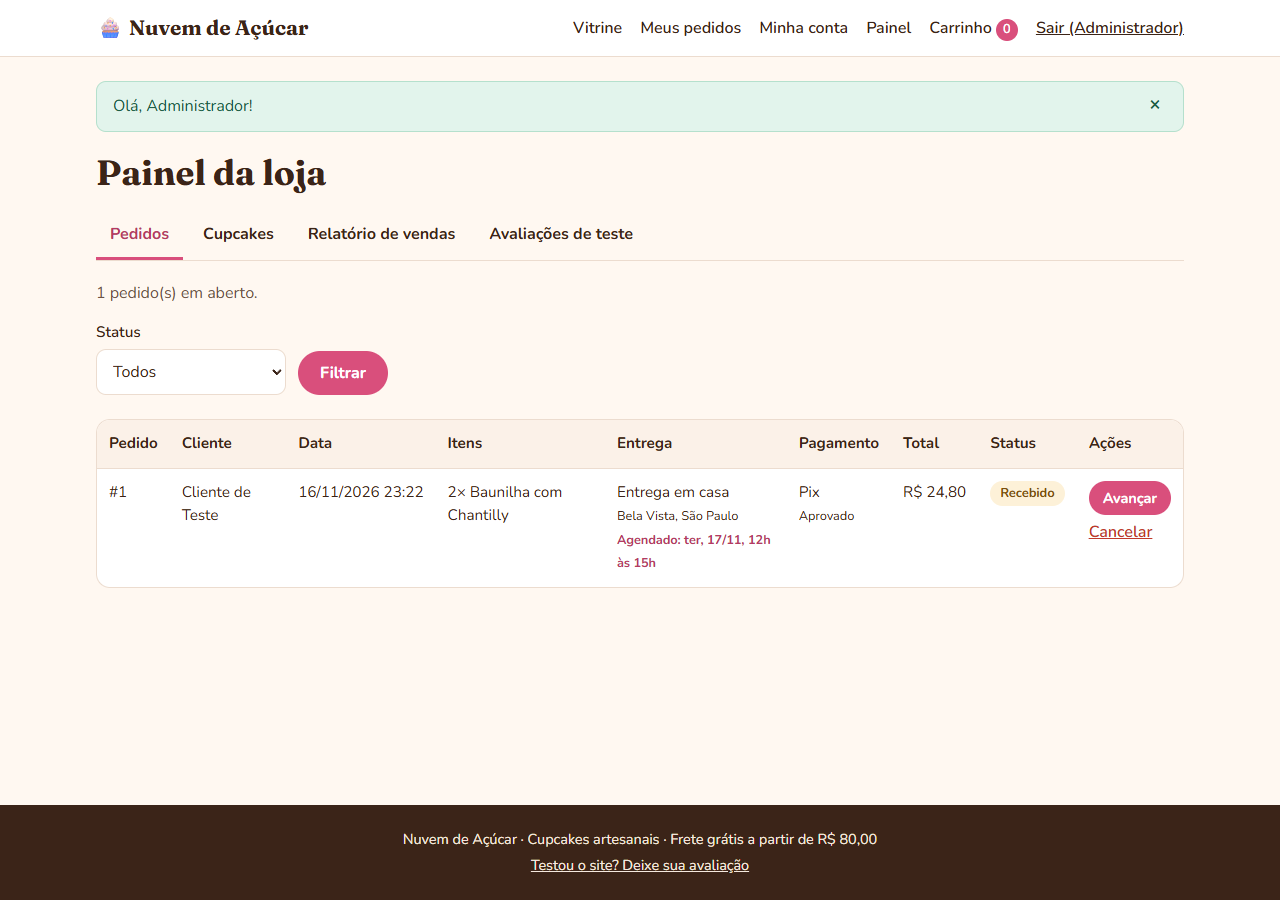 Nuvem de Açúcar
Vitrine Meus pedidos Minha conta Painel Carrinho 0 Sair (Administrador)
Olá, Administrador! ×
Painel da loja
Pedidos Cupcakes Relatório de vendas Avaliações de teste
1 pedido(s) em aberto.
Status
Todos Filtrar
Pedido Cliente Data Itens Entrega Pagamento Total Status Ações
#1 Cliente de 16/11/2026 23:22 2× Baunilha com Entrega em casa Pix R$ 24,80 Recebido Avançar
Teste Chantilly Bela Vista, São Paulo Aprovado
Agendado: ter, 17/11, 12h Cancelar
às 15h
Nuvem de Açúcar · Cupcakes artesanais · Frete grátis a partir de R$ 80,00
Testou o site? Deixe sua avaliação